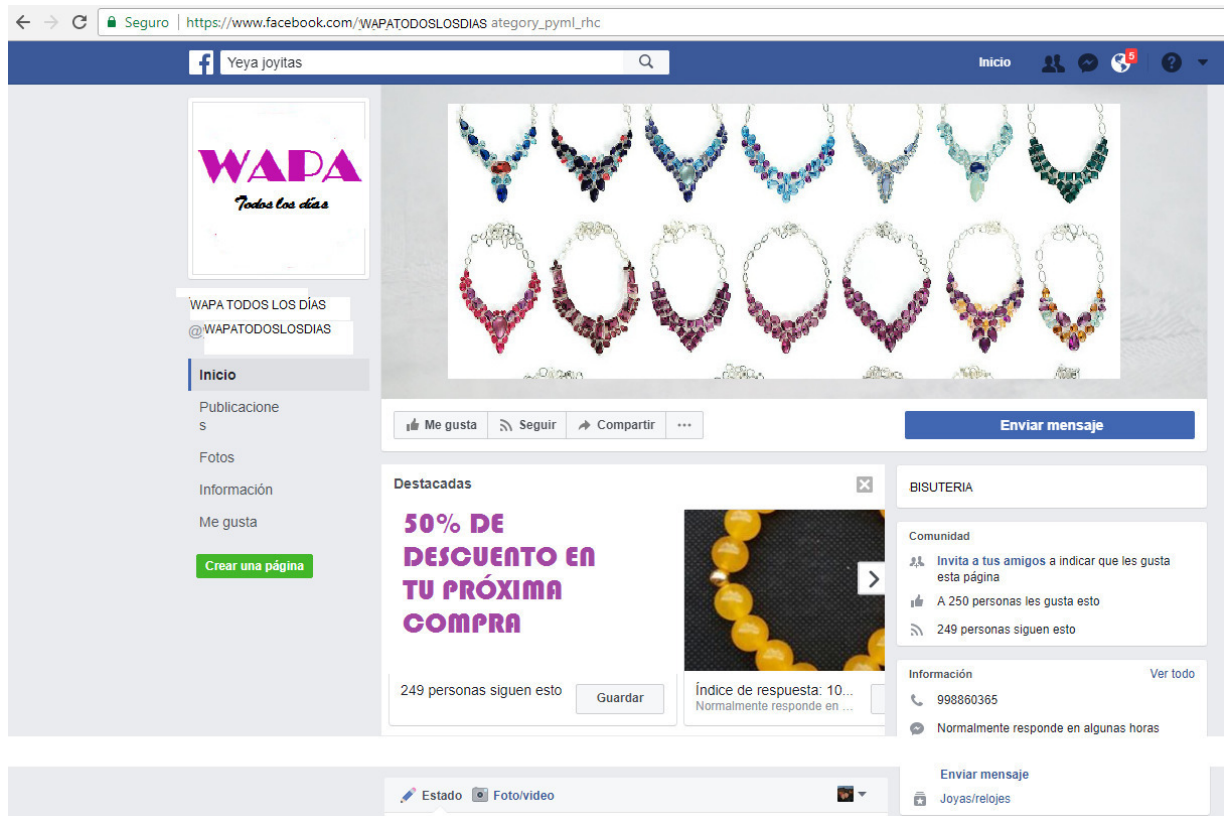 Seguro | https://www.facebook.com/WAPATODOSLOSDIAS ategory_pyml_rhc
Yeya joyitas
Inicio
5
WAPA
Todos los días
WAPA TODOS LOS DÍAS
@WAPATODOSLOSDIAS
Inicio
Publicacione
s
Fotos
Información
Me gusta
Crear una página
Me gusta
Seguir
Compartir
...
Enviar mensaje
Destacadas
50% DE
DESCUENTO EN
TU PRÓXIMA
COMPRA
249 personas siguen esto
Guardar
Índice de respuesta: 10...
Normalmente responde en ...
BISUTERIA
Comunidad
Invita a tus amigos a indicar que les gusta
esta página
A 250 personas les gusta esto
249 personas siguen esto
Información
Ver todo
998860365
Normalmente responde en algunas horas
Enviar mensaje
Joyas/relojes
Estado
Foto/video